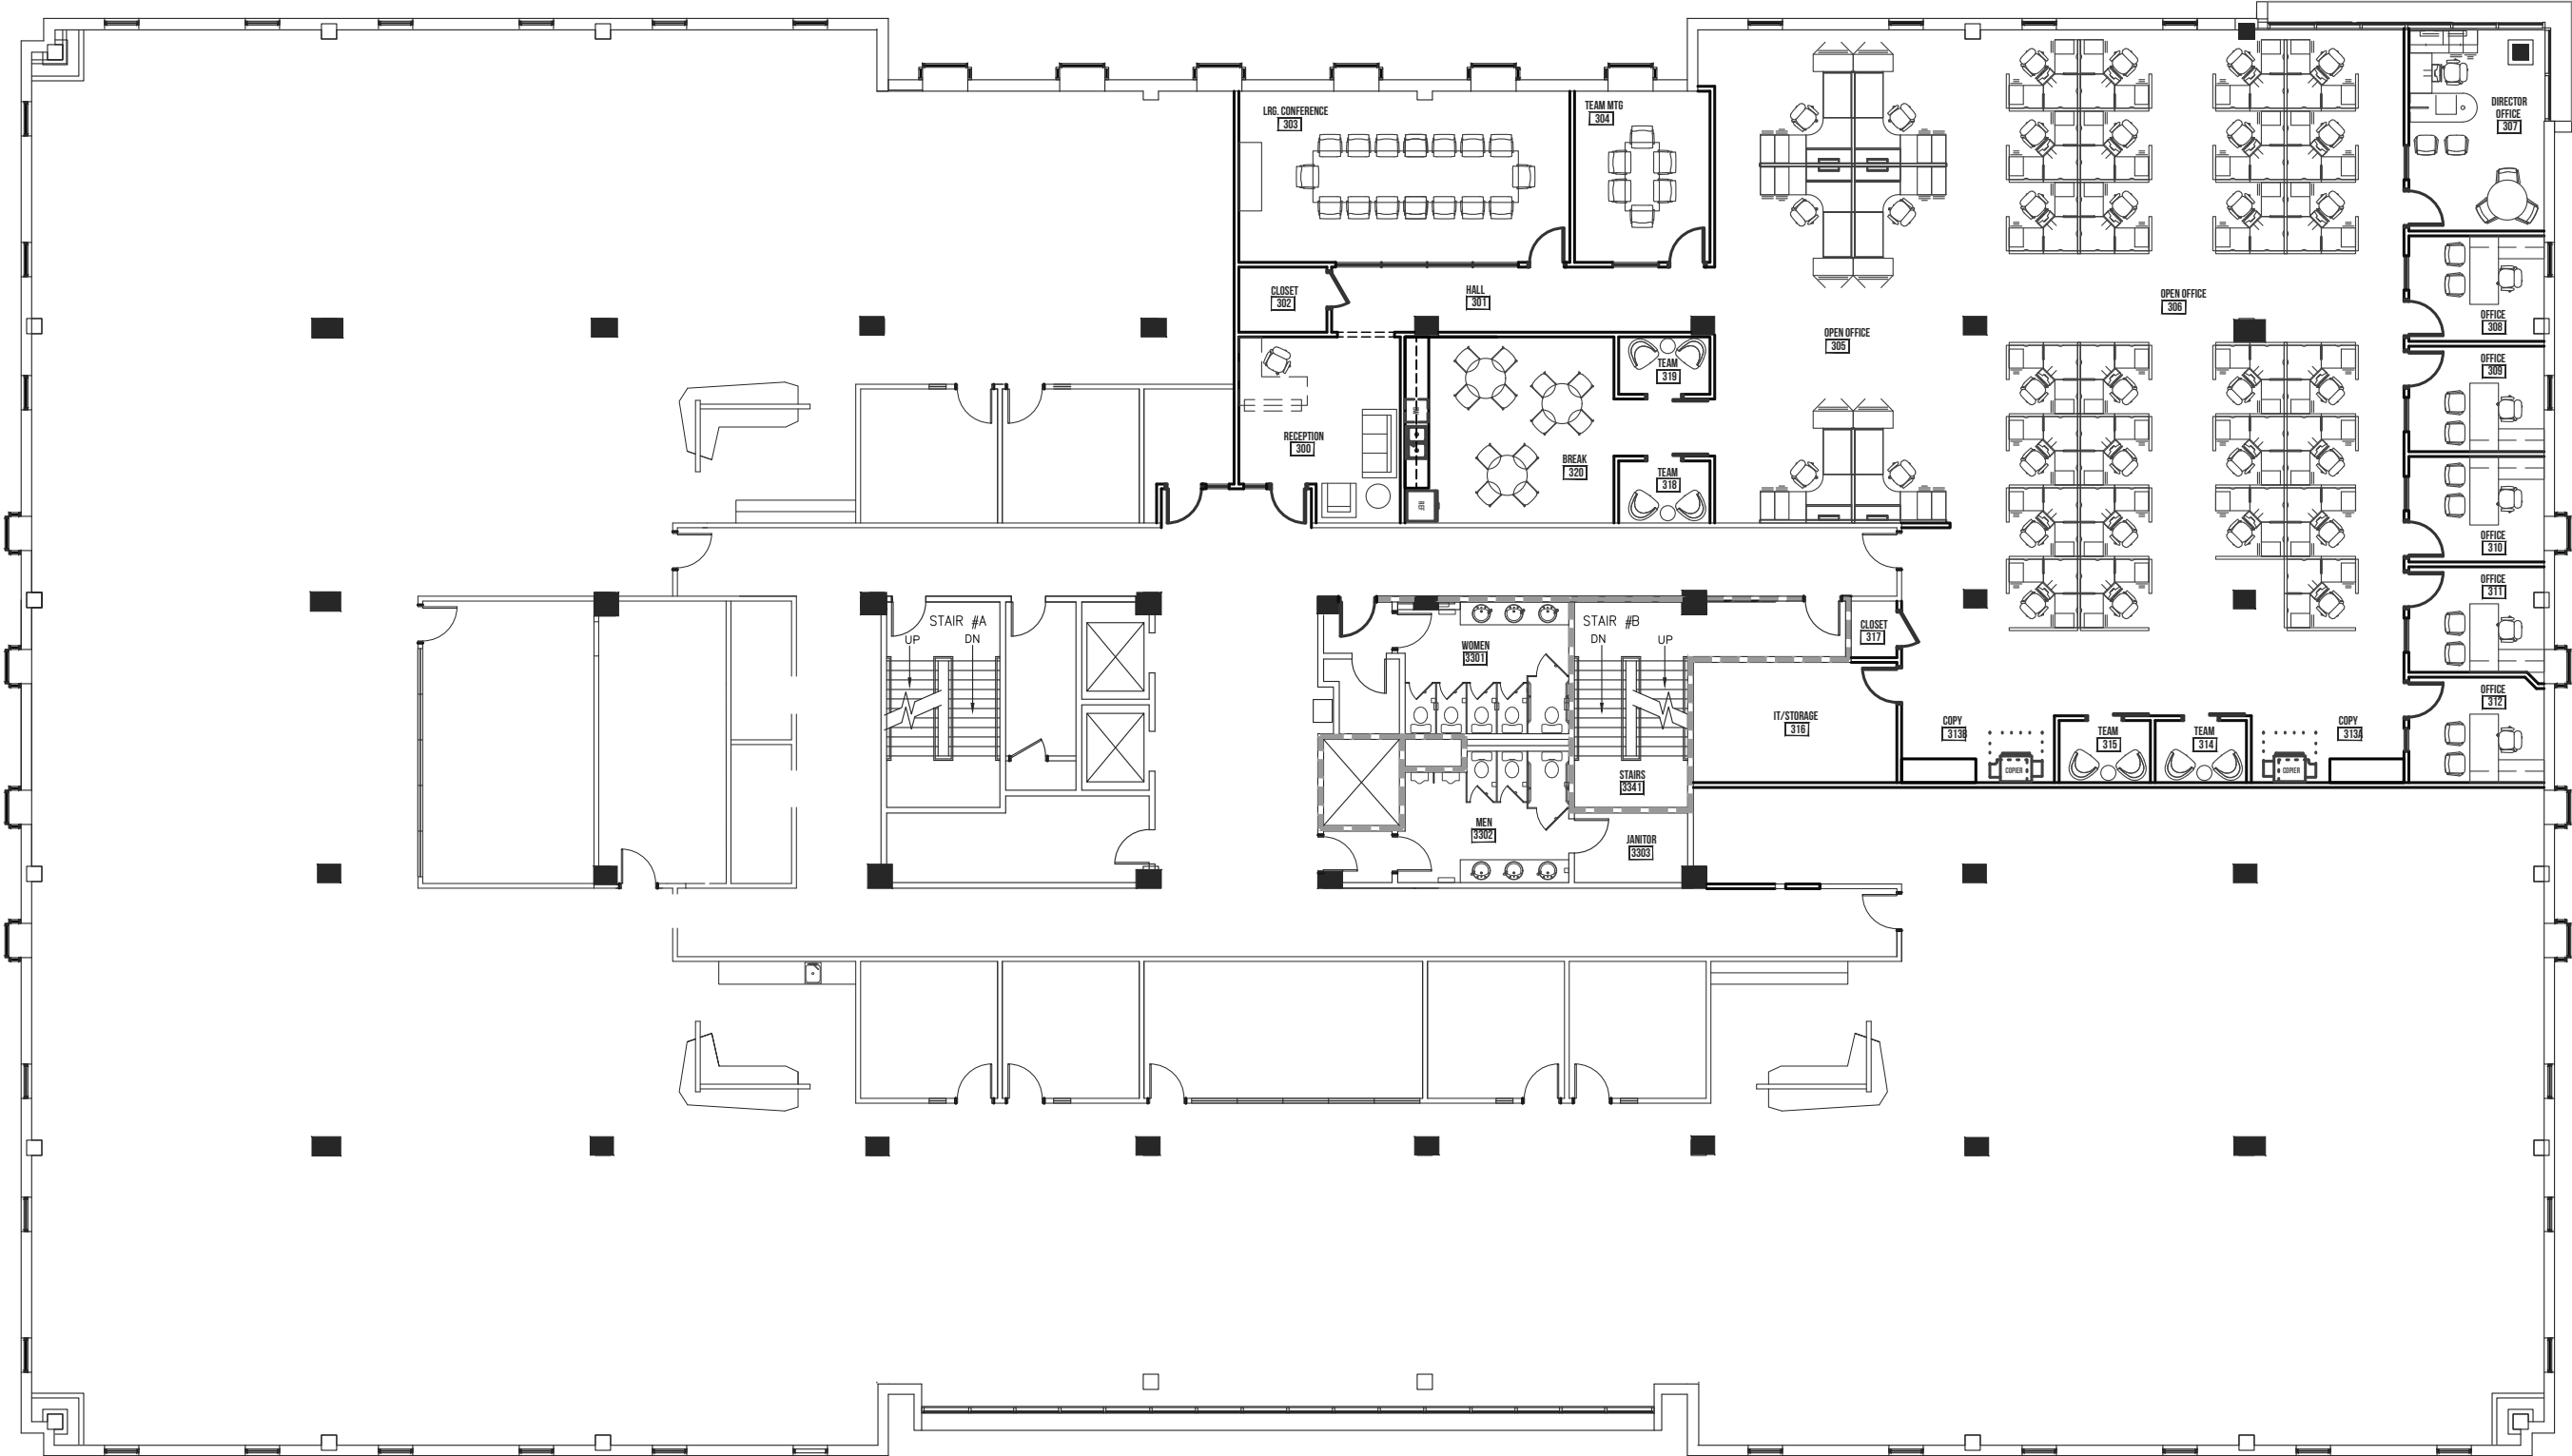 LRG. CONFERENCE
303
TEAM MTG
304
DIRECTOR
OFFICE
307
CLOSET
302
HALL
301
OPEN OFFICE
306
OFFICE
308
OPEN OFFICE
305
TEAM
319
OFFICE
309
RECEPTION
300
BREAK
320
TEAM
318
REF
OFFICE
310
OFFICE
311
STAIR #A
UP
DN
STAIR #B
DN
UP
CLOSET
317
WOMEN
3301
OFFICE
312
IT/STORAGE
316
COPY
313B
TEAM
315
TEAM
314
COPY
313A
COPIER
COPIER
STAIRS
3341
MEN
3302
JANITOR
3303